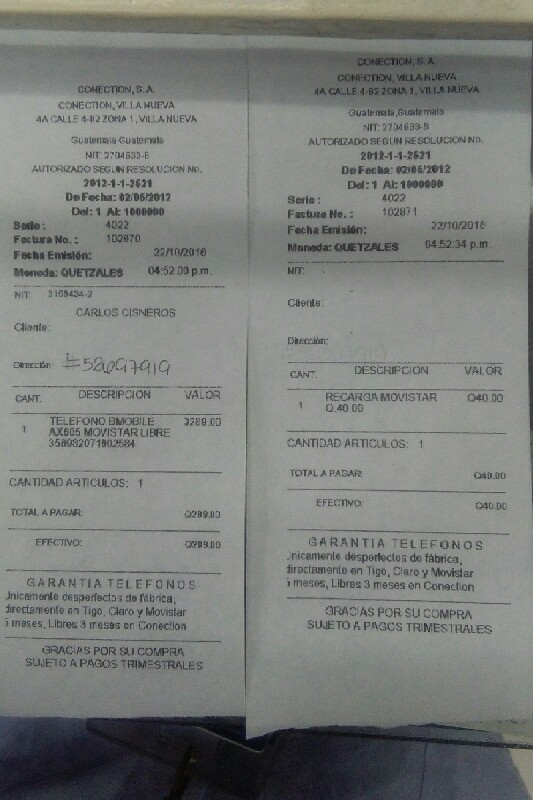 CONECTION, S.A.
CONECTION, VILLA NUEVA
4A CALLE 4-82 ZONA 1, VILLA NUEVA
Guatemala Guatemala
NIT: 2704533-8
AUTORIZADO SEGUN RESOLUCION No.
2012-1-1-2521
De Fecha: 02/05/2012
Del: 1 Al: 1000000
Serie : 4022
Factura No. : 102870
Fecha Emisión: 22/10/2016
Moneda: QUETZALES 04:52:00 p.m.
NIT: 3165434-2
CARLOS CISNEROS
Cliente:
Dirección #52097919
CANT. DESCRIPCION VALOR
1 TELEFONO BMOBILE Q289.00
AX605 MOVISTAR LIBRE
358982071802584
CANTIDAD ARTICULOS: 1
TOTAL A PAGAR: Q289.00
EFECTIVO: Q289.00
GARANTIA TELEFONOS
Unicamente desperfectos de fábrica,
directamente en Tigo, Claro y Movistar
6 meses, Libres 3 meses en Conection
GRACIAS POR SU COMPRA
SUJETO A PAGOS TRIMESTRALES
CONECTION, S.A.
CONECTION, VILLA NUEVA
4A CALLE 4-82 ZONA 1, VILLA NUEVA
Guatemala,Guatemala
NIT: 2704533-8
AUTORIZADO SEGUN RESOLUCION No.
2012-1-1-2521
De Fecha: 02/05/2012
Del: 1 Al: 1000000
Serie : 4022
Factura No. : 102871
Fecha Emisión: 22/10/2016
Moneda: QUETZALES 04:52:34 p.m.
NIT:
Cliente:
Dirección:
CANT. DESCRIPCION VALOR
1 RECARGA MOVISTAR Q40.00
Q.40.00
CANTIDAD ARTICULOS: 1
TOTAL A PAGAR: Q40.00
EFECTIVO: Q40.00
GARANTIA TELEFONOS
Unicamente desperfectos de fábrica,
directamente en Tigo, Claro y Movistar
6 meses, Libres 3 meses en Conection
GRACIAS POR SU COMPRA
SUJETO A PAGOS TRIMESTRALES